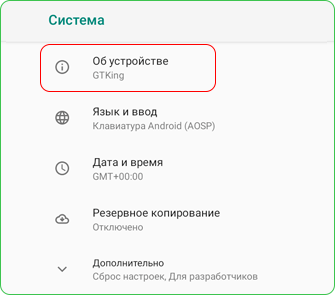 Система
Об устройстве
GTKing
Язык и ввод
Клавиатура Android (AOSP)
Дата и время
GMT+00:00
Резервное копирование
Отключено
Дополнительно
Сброс настроек, Для разработчиков